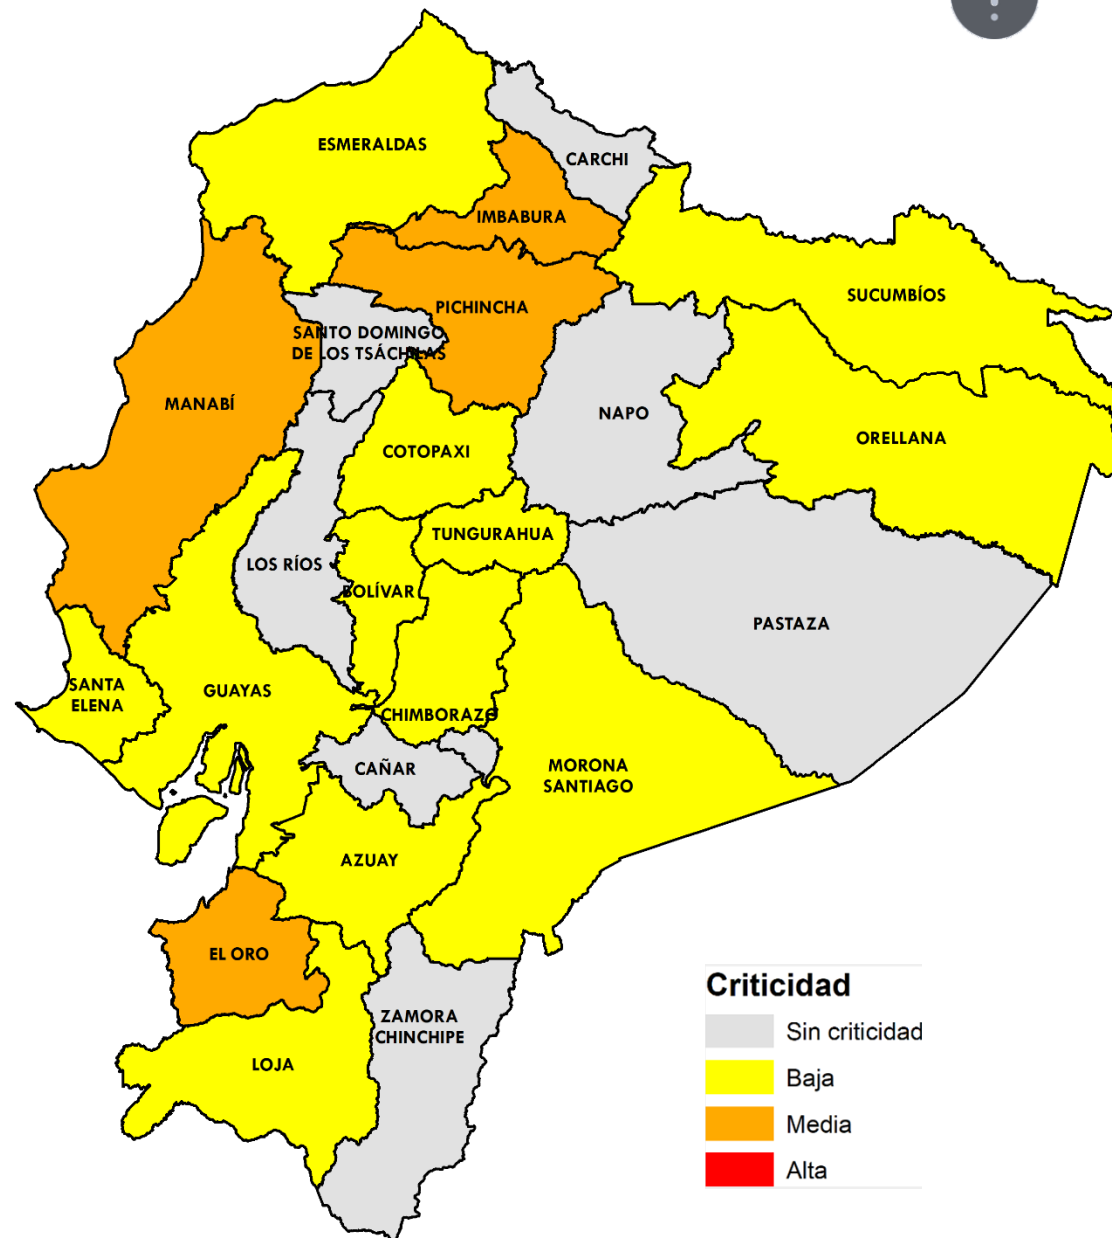 ESMERALDAS
CARCHI
IMBABURA
SUCUMBÍOS
PICHINCHA
SANTO DOMINGO
DE LOS TSÁCHILAS
MANABÍ
NAPO
ORELLANA
COTOPAXI
TUNGURAHUA
LOS RÍOS
BOLÍVAR
PASTAZA
SANTA
ELENA
GUAYAS
CHIMBORAZO
CAÑAR
MORONA
SANTIAGO
AZUAY
EL ORO
ZAMORA
CHINCHIPE
LOJA
Criticidad
Sin criticidad
Baja
Media
Alta